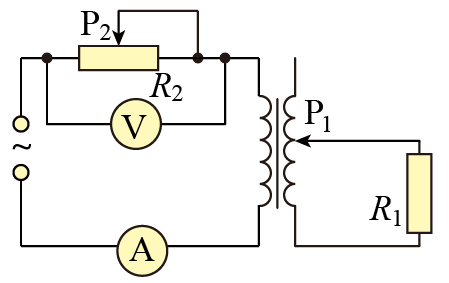 P₂
R₂
V
P₁
~
R₁
A